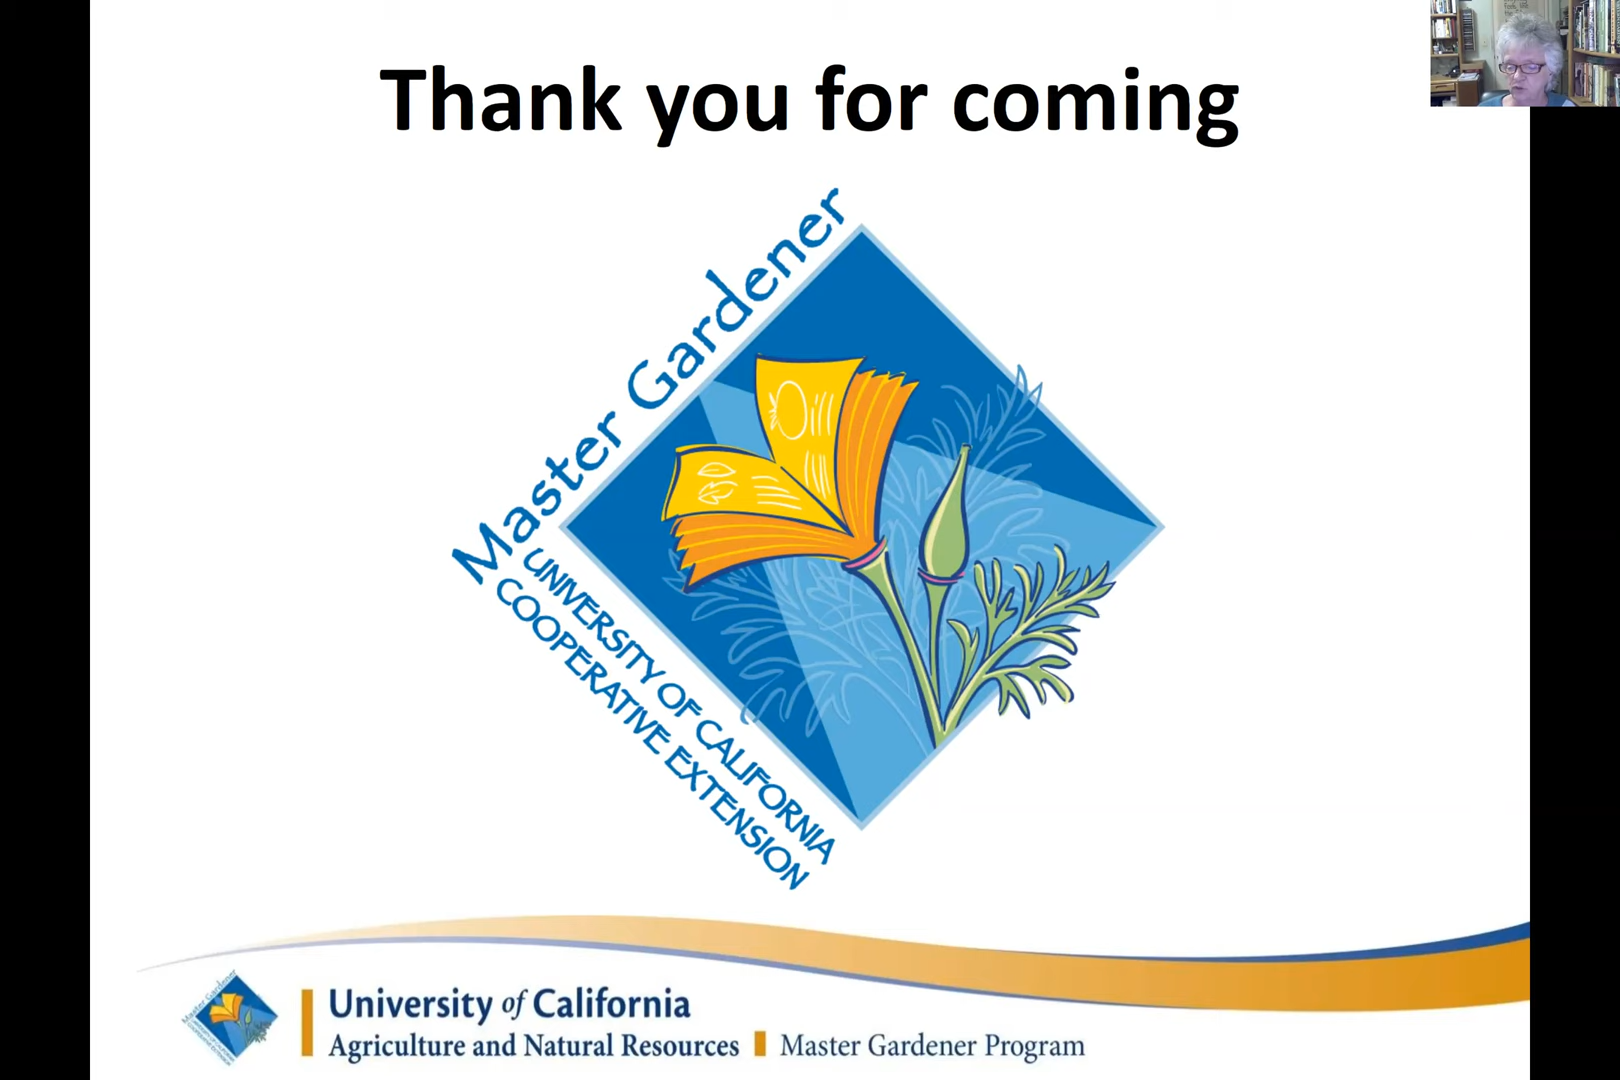 Thank you for coming
Master Gardener
UNIVERSITY OF CALIFORNIA
COOPERATIVE EXTENSION
University of California
Agriculture and Natural Resources Master Gardener Program